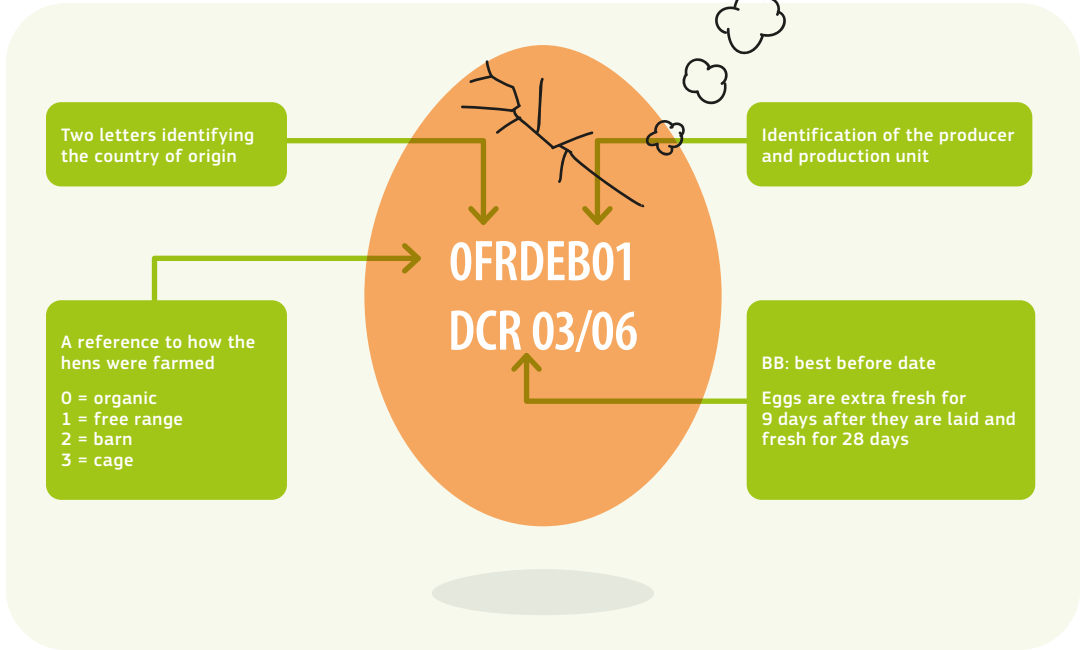 Two letters identifying
the country of origin
Identification of the producer
and production unit
0FRDEB01
DCR 03/06
A reference to how the
hens were farmed
0 = organic
1 = free range
2 = barn
3 = cage
BB: best before date
Eggs are extra fresh for
9 days after they are laid and
fresh for 28 days